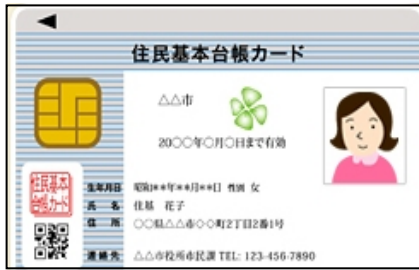 住民基本台帳カード
△△市
20○○年○月○日まで有効
住民基本
台帳カード
生年月日 昭和**年**月**日 性別 女
氏 名 住基 花子
住 所 ○○県△△市◇◇町2丁目2番1号
連絡先 △△市役所市民課 TEL: 123-456-7890